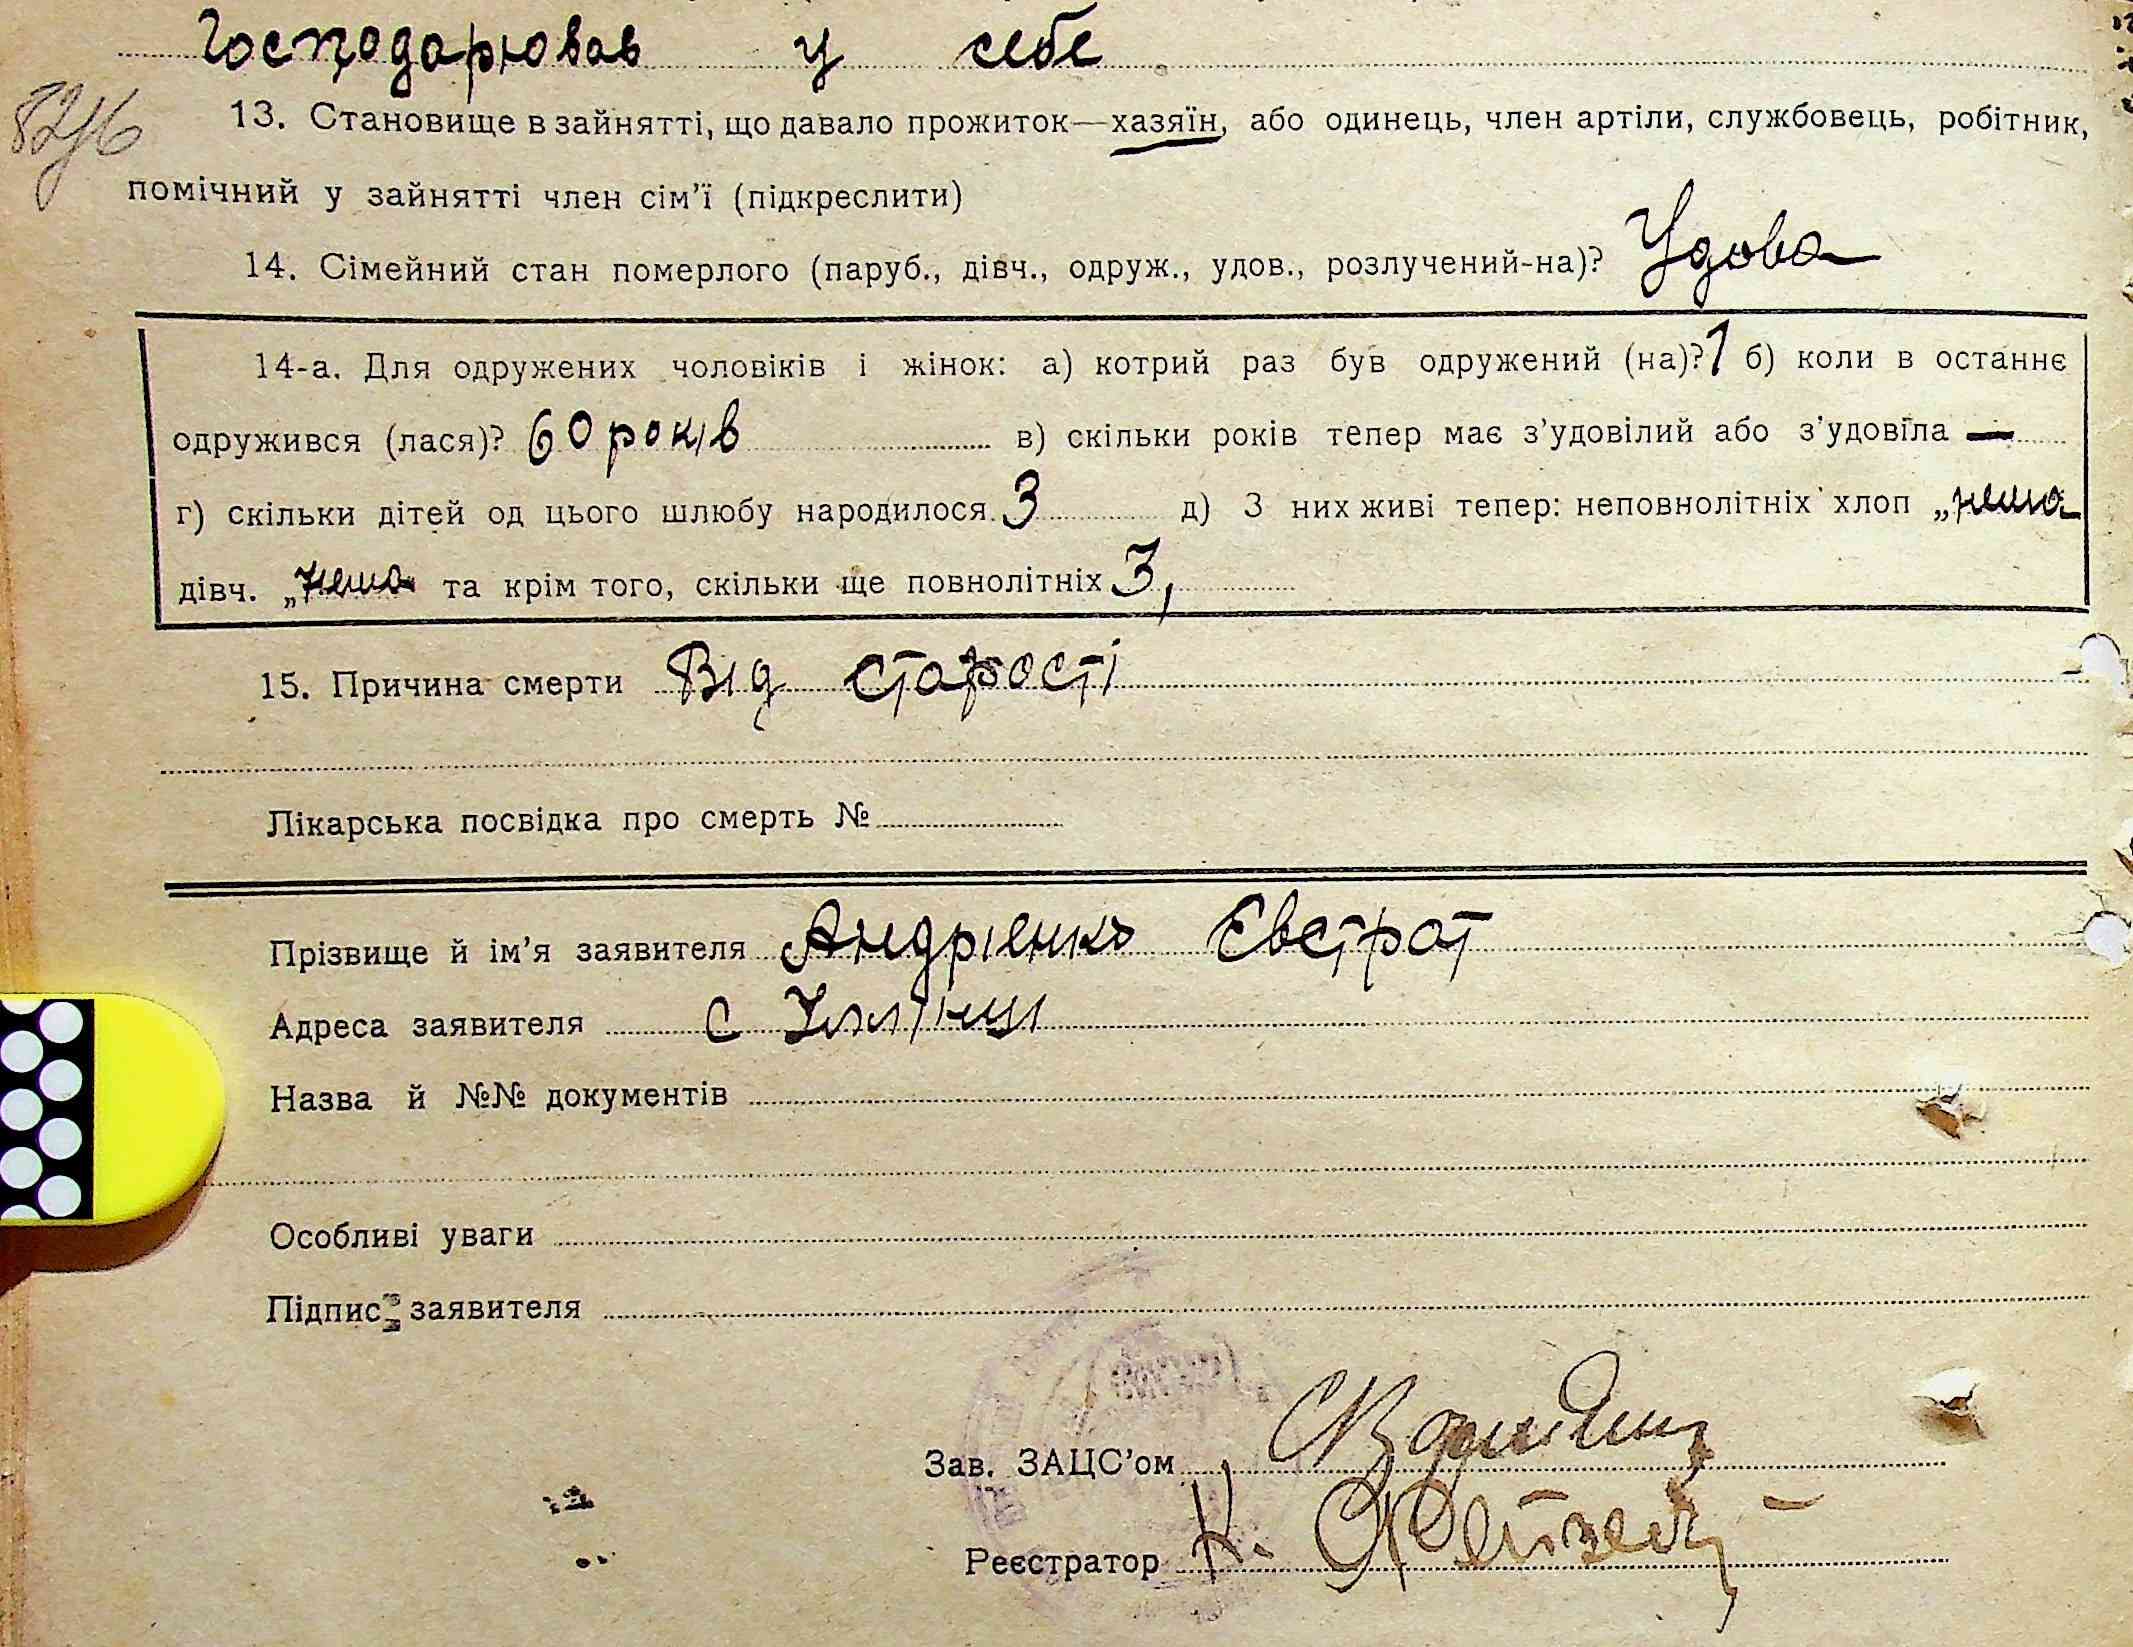 Господарював у себе
13. Становище в зайнятті, що давало прожиток—хазяїн, або одинець, член артіли, службовець, робітник,
помічний у зайнятті член сім'ї (підкреслити)
14. Сімейний стан померлого (паруб., дівч., одруж., удов., розлучений-на)? Удова
14-а. Для одружених чоловіків і жінок: а) котрий раз був одружений (на)? 1 б) коли в останнє
одружився (лася)? 60 років в) скільки років тепер має з'удовілий або з'удовіла —
г) скільки дітей од цього шлюбу народилося 3 д) З них живі тепер: неповнолітніх хлоп „нема
дівч. „нема та крім того, скільки ще повнолітніх 3,
15. Причина смерти Від старості
Лікарська посвідка про смерть №
Прізвище й ім'я заявителя Андрієнко Євстрат
Адреса заявителя с
Назва й №№ документів
Особливі уваги
Підпис заявителя
Зав. ЗАЦС'ом
Реєстратор К.